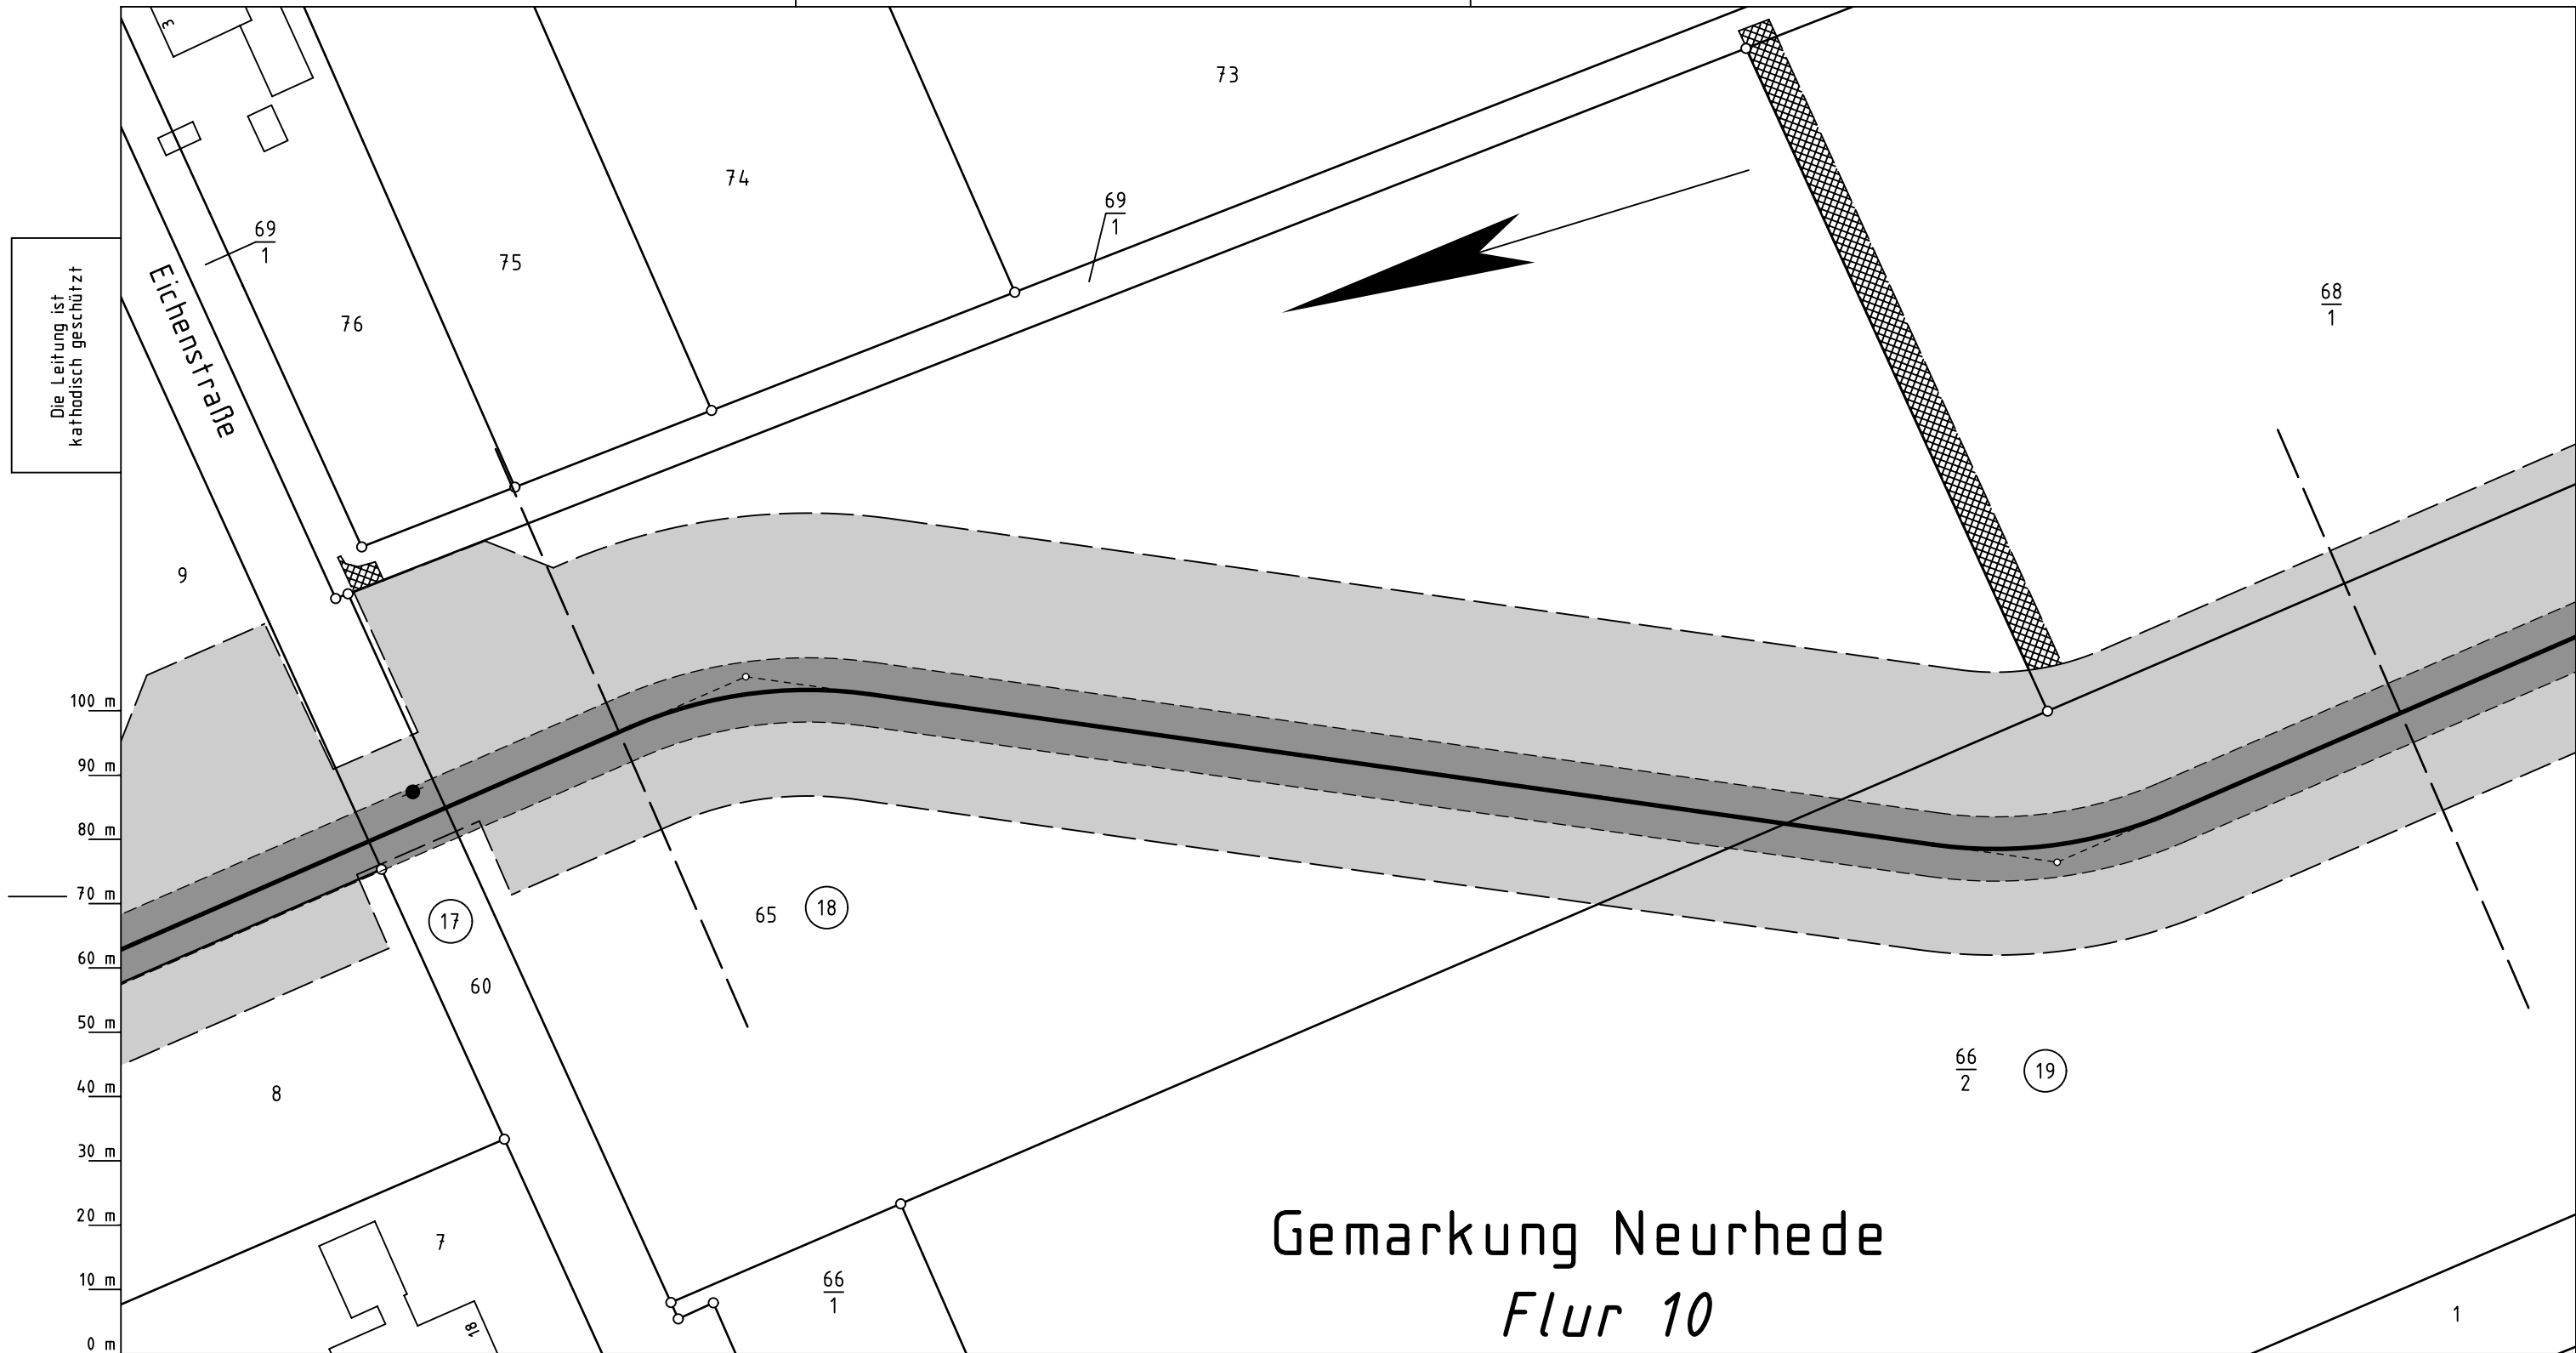 3
73
74
69
1
69
1
75
76
68
1
Eichenstraße
Die Leitung ist
kathodisch geschützt
9
100 m
90 m
80 m
70 m
60 m
50 m
40 m
30 m
20 m
10 m
0 m
17
65
18
60
66
2
19
8
7
18
66
1
Gemarkung Neurhede
Flur 10
1